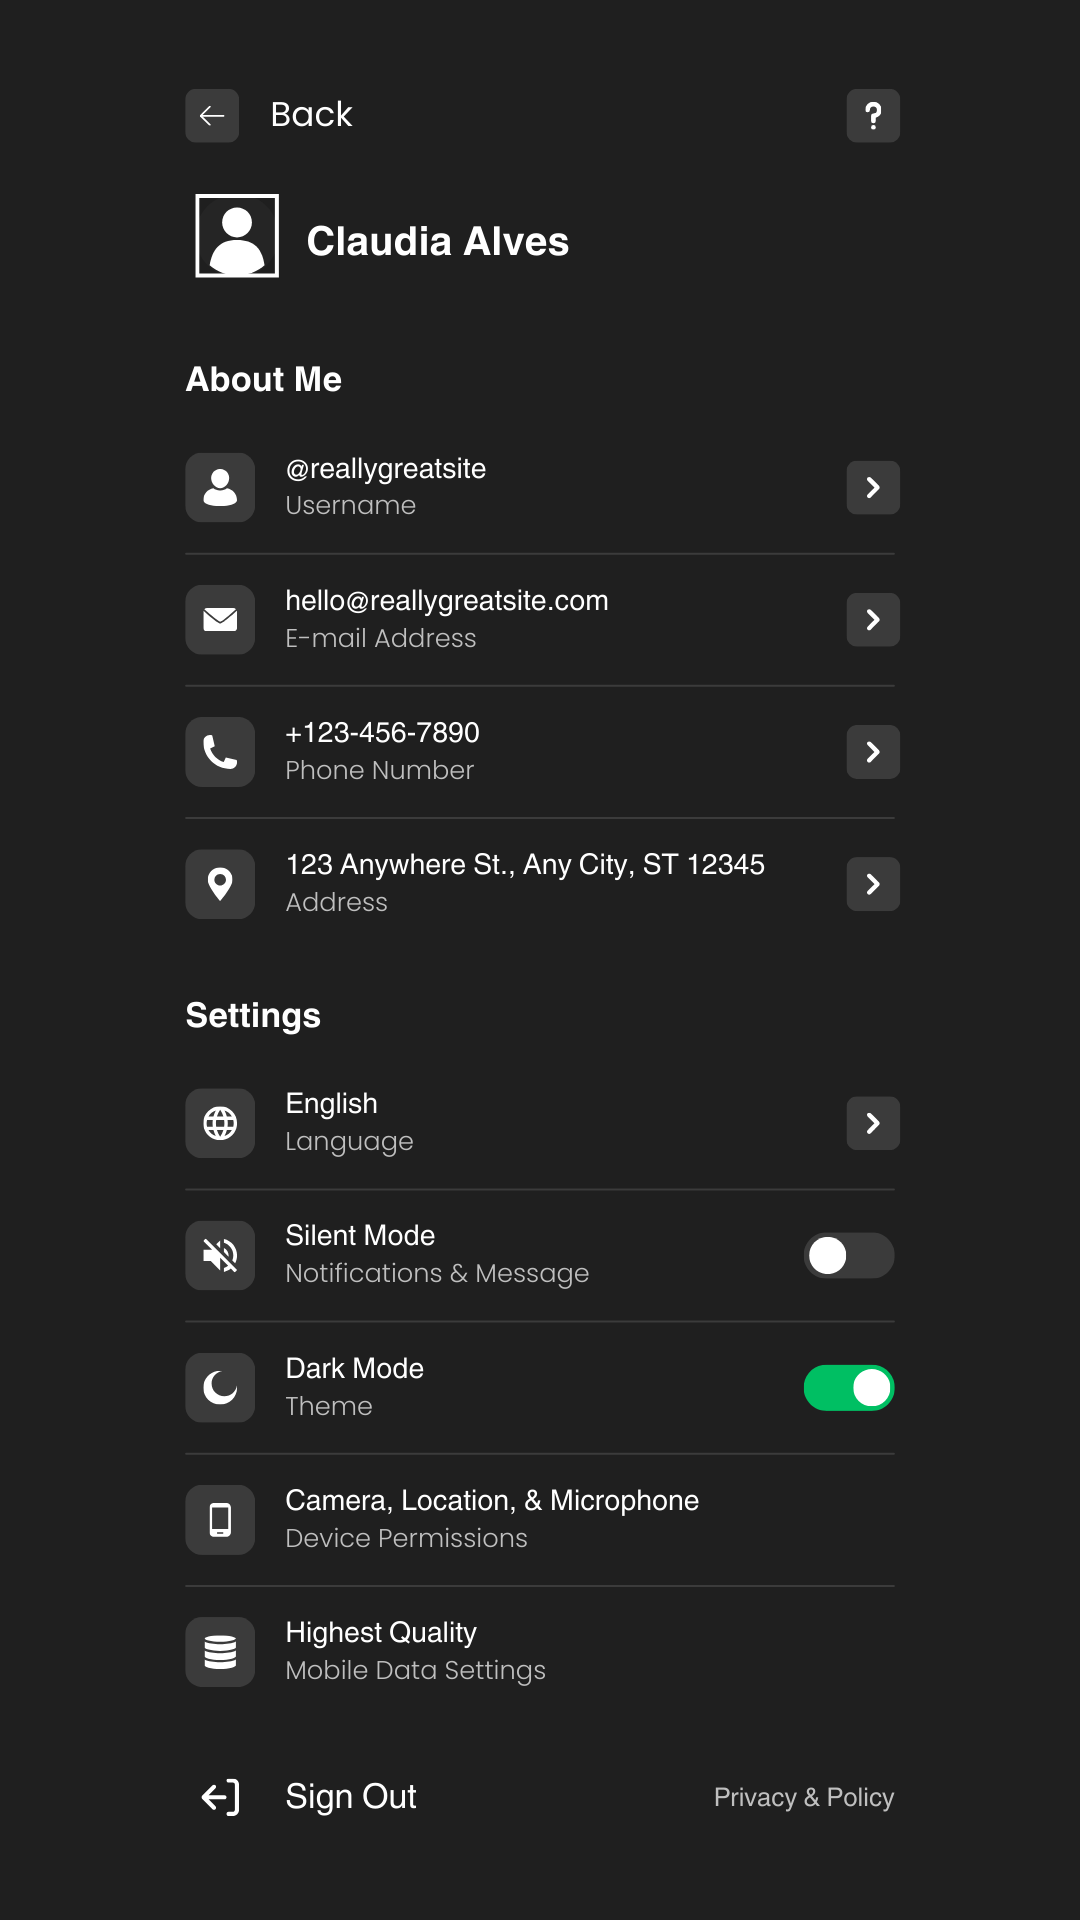 Back
?
Claudia Alves
About Me
@reallygreatsite
Username
hello@reallygreatsite.com
E-mail Address
+123-456-7890
Phone Number
123 Anywhere St., Any City, ST 12345
Address
Settings
English
Language
Silent Mode
Notifications & Message
Dark Mode
Theme
Camera, Location, & Microphone
Device Permissions
Highest Quality
Mobile Data Settings
Sign Out
Privacy & Policy